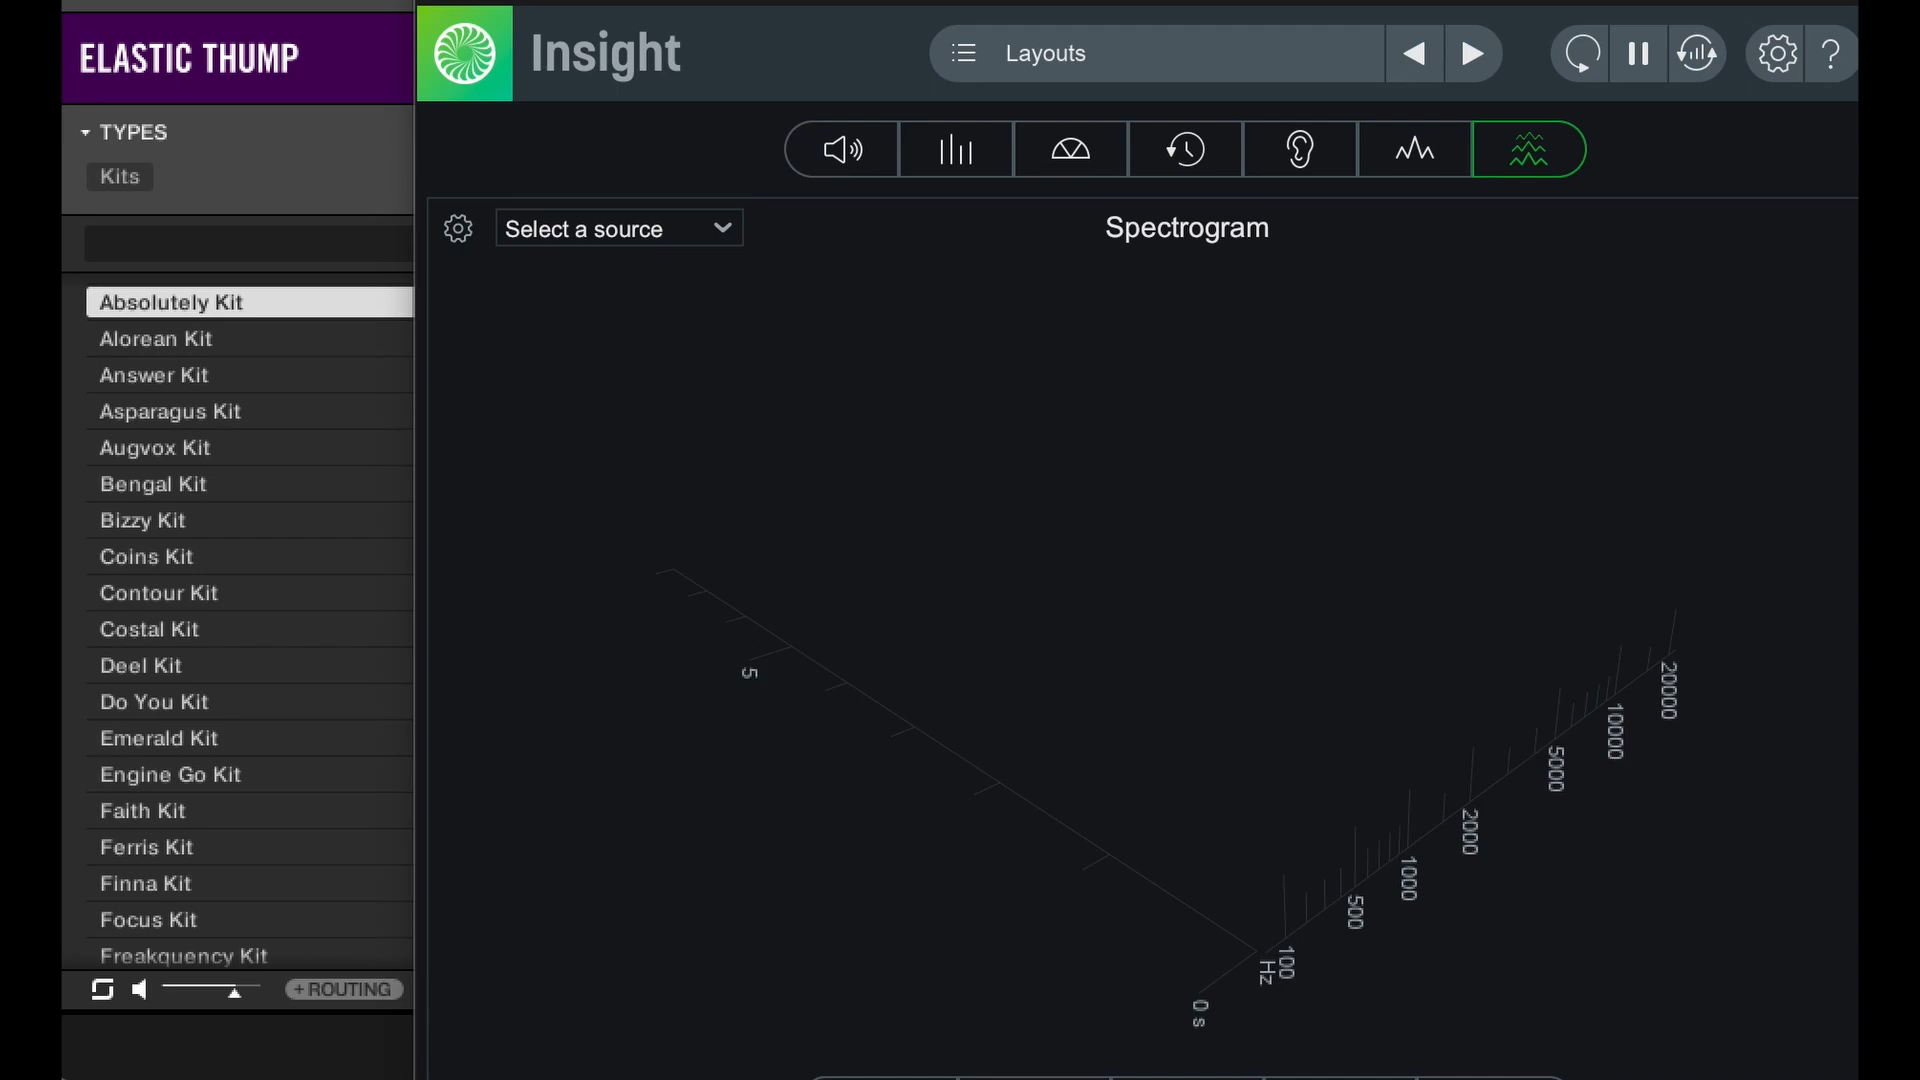 ELASTIC THUMP
Insight
Layouts
?
TYPES
Kits
Select a source
Spectrogram
Absolutely Kit
Alorean Kit
Answer Kit
Asparagus Kit
Augvox Kit
Bengal Kit
Bizzy Kit
Coins Kit
Contour Kit
Costal Kit
Deel Kit
Do You Kit
Emerald Kit
Engine Go Kit
Faith Kit
Ferris Kit
Finna Kit
Focus Kit
Freakquency Kit
+ ROUTING
5
20000
10000
5000
2000
1000
500
100
Hz
0 s